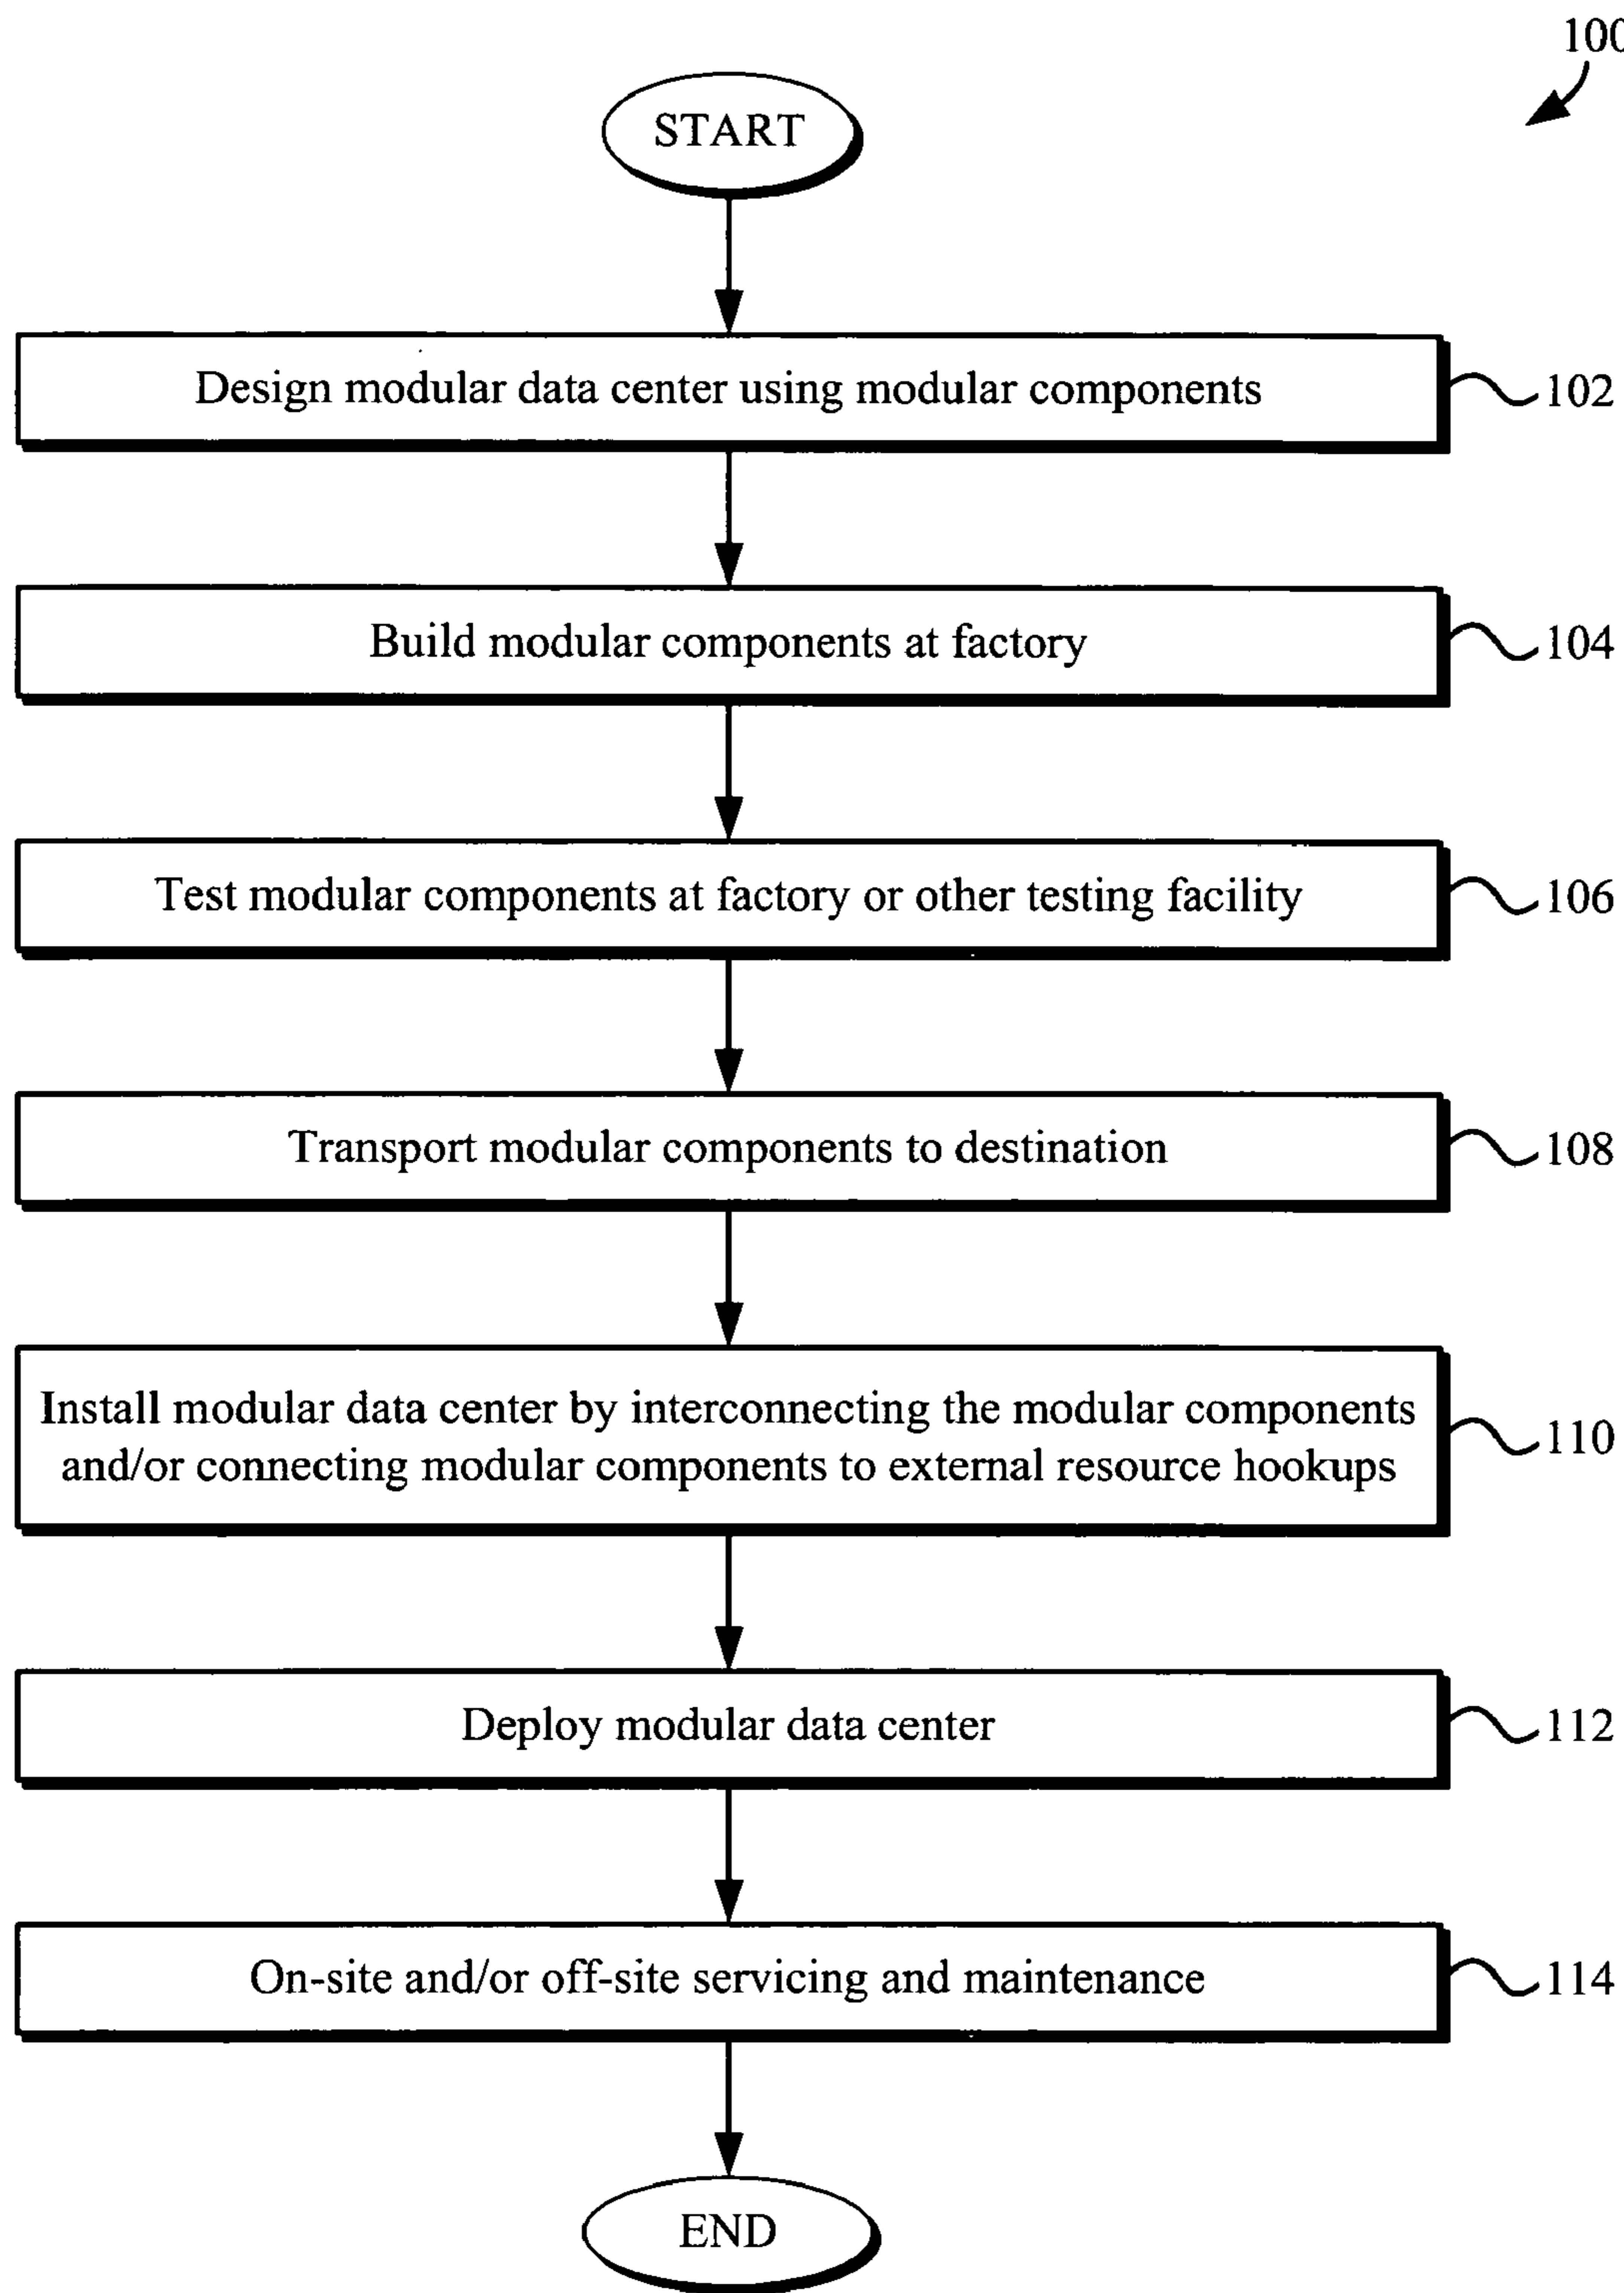 100
START
Design modular data center using modular components
102
Build modular components at factory
104
Test modular components at factory or other testing facility
106
Transport modular components to destination
108
Install modular data center by interconnecting the modular components
and/or connecting modular components to external resource hookups
110
Deploy modular data center
112
On-site and/or off-site servicing and maintenance
114
END